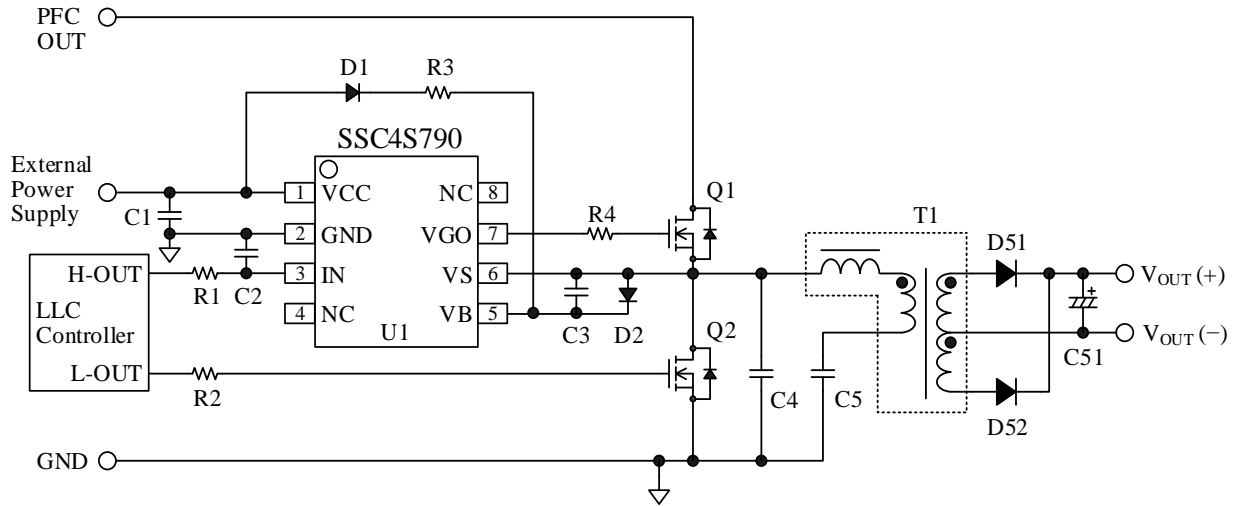 PFC
OUT
D1
R3
SSC4S790
External
Power
Supply
C1
1 VCC
NC 8
2 GND
VGO 7
3 IN
VS 6
4 NC
VB 5
U1
R4
Q1
T1
D51
V_OUT (+)
H-OUT
R1
C2
LLC
Controller
L-OUT
R2
C3
D2
Q2
C4
C5
+
C51
V_OUT (−)
D52
GND